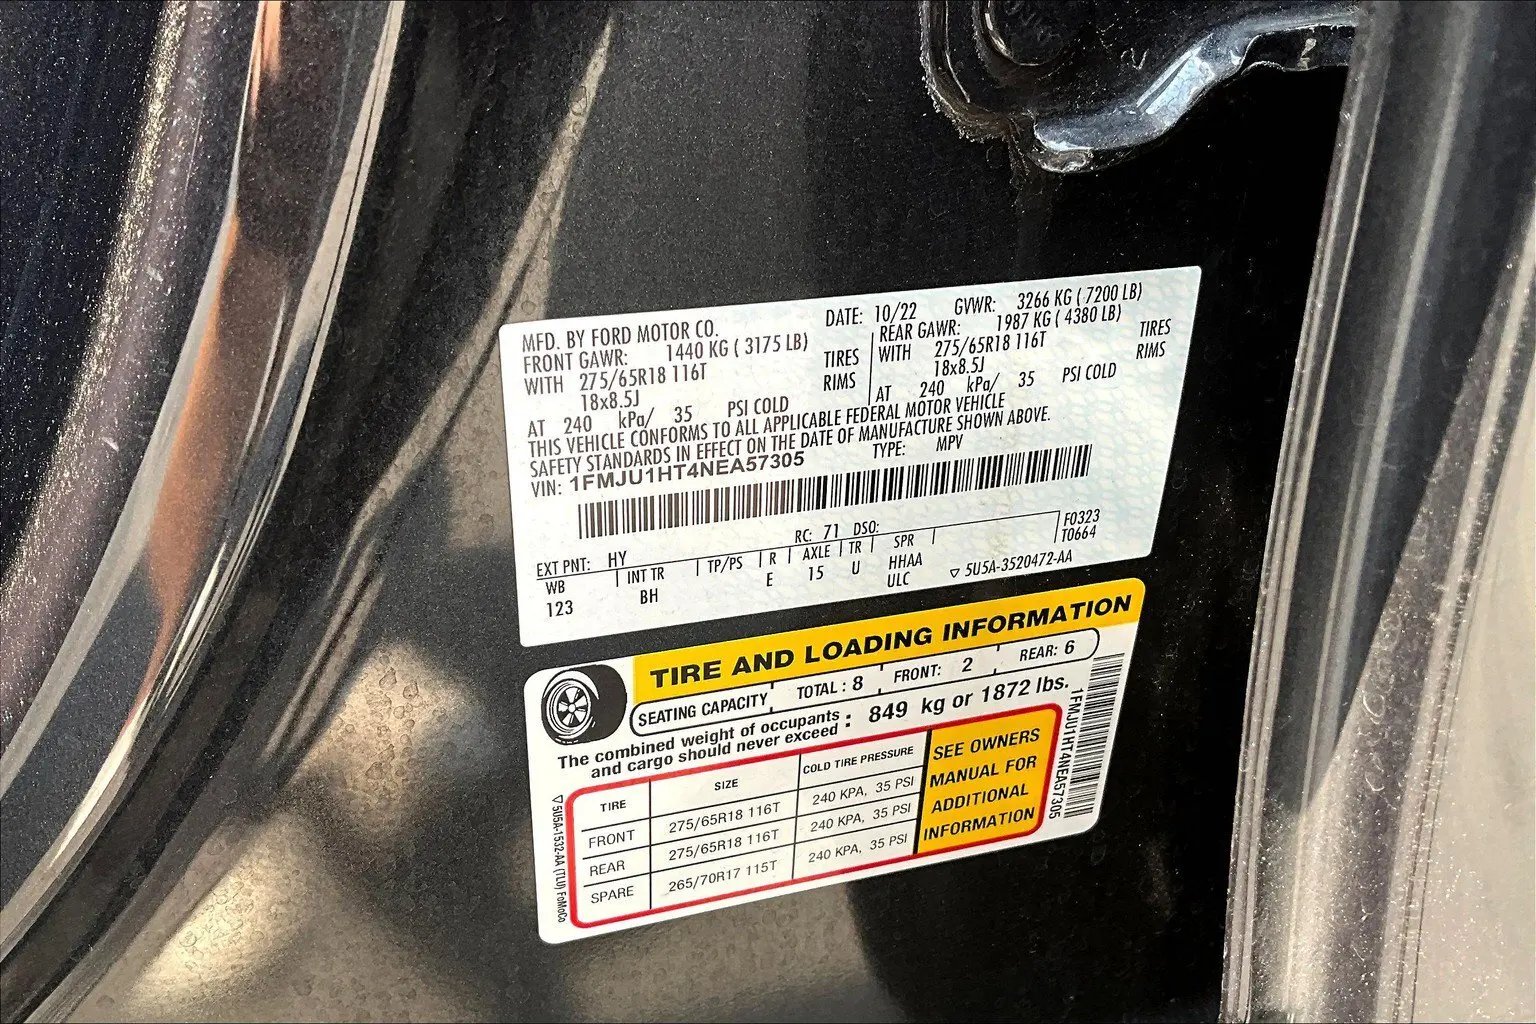 MFD. BY FORD MOTOR CO.
DATE: 10/22 GVWR: 3266 KG ( 7200 LB)
FRONT GAWR: 1440 KG ( 3175 LB)
WITH 275/65R18 116T TIRES
18x8.5J RIMS
AT 240 kPa/ 35 PSI COLD
REAR GAWR: 1987 KG ( 4380 LB)
WITH 275/65R18 116T TIRES
18x8.5J RIMS
AT 240 kPa/ 35 PSI COLD
THIS VEHICLE CONFORMS TO ALL APPLICABLE FEDERAL MOTOR VEHICLE
SAFETY STANDARDS IN EFFECT ON THE DATE OF MANUFACTURE SHOWN ABOVE.
VIN: 1FMJU1HT4NEA57305 TYPE: MPV
EXT PNT: HY RC: 71 DSO:
WB INT TR TP/PS R AXLE TR SPR
123 BH E 15 U HHAA
ULC
F0323
T0664
▽ 5U5A-3520472-AA
TIRE AND LOADING INFORMATION
SEATING CAPACITY TOTAL : 8 FRONT: 2 REAR: 6
The combined weight of occupants
and cargo should never exceed : 849 kg or 1872 lbs.
TIRE SIZE COLD TIRE PRESSURE
FRONT 275/65R18 116T 240 KPA, 35 PSI
REAR 275/65R18 116T 240 KPA, 35 PSI
SPARE 265/70R17 115T 240 KPA, 35 PSI
SEE OWNERS
MANUAL FOR
ADDITIONAL
INFORMATION
1FMJU1HT4NEA57305
▽ 5U5A-1532-AA (TLU) FoMoCo